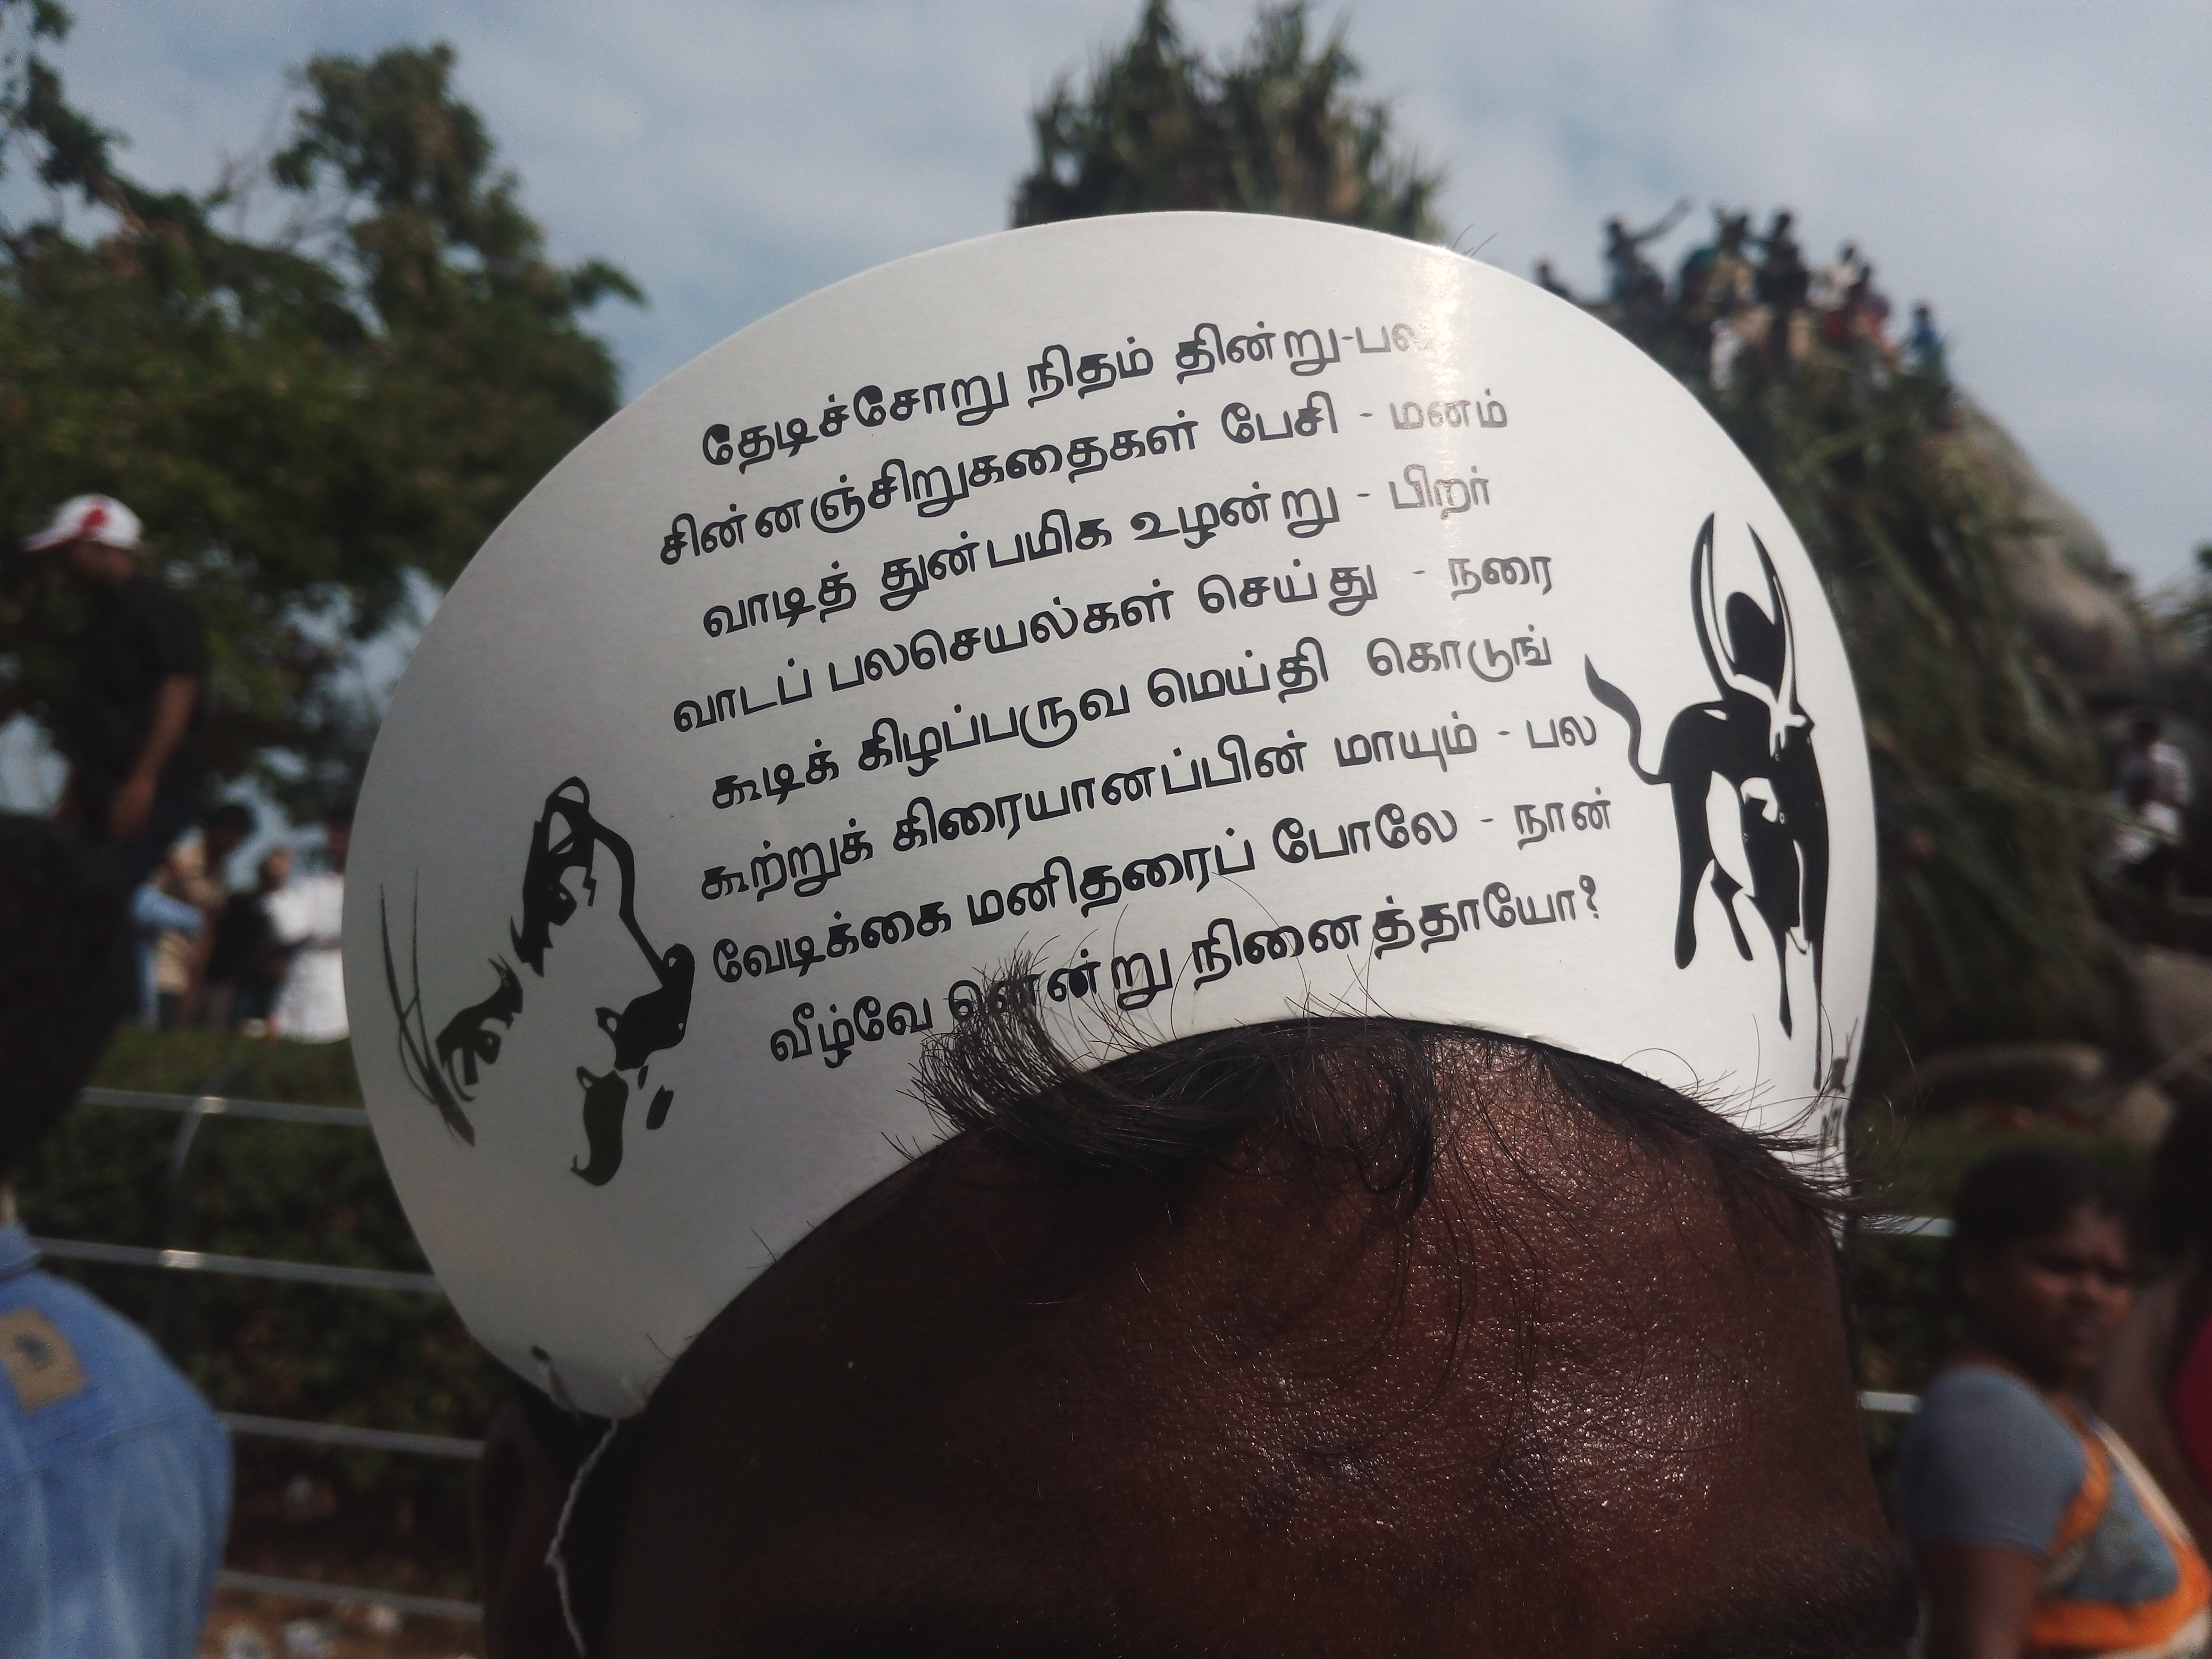 தேடிச்சோறு நிதம் தின்று-பல
சின்னஞ்சிறுகதைகள் பேசி - மனம்
வாடித் துன்பமிக உழன்று - பிறர்
வாடப் பலசெயல்கள் செய்து - நரை
கூடிக் கிழப்பருவ மெய்தி கொடுங்
கூற்றுக் கிரையானப்பின் மாயும் - பல
வேடிக்கை மனிதரைப் போலே - நான்
வீழ்வே னென்று நினைத்தாயோ?